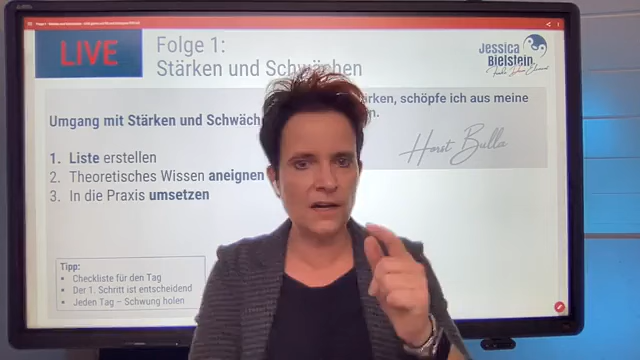 LIVE
Folge 1:
Stärken und Schwächen
Jessica
Bielstein
schöpfe ich aus meine
Umgang mit Stärken und
Horst Bulla
1. Liste erstellen
2. Theoretisches Wissen aneignen
3. In die Praxis umsetzen
Tipp:
• Checkliste für den Tag
• Der 1. Schritt ist entscheidend
• Jeden Tag – Schwung holen